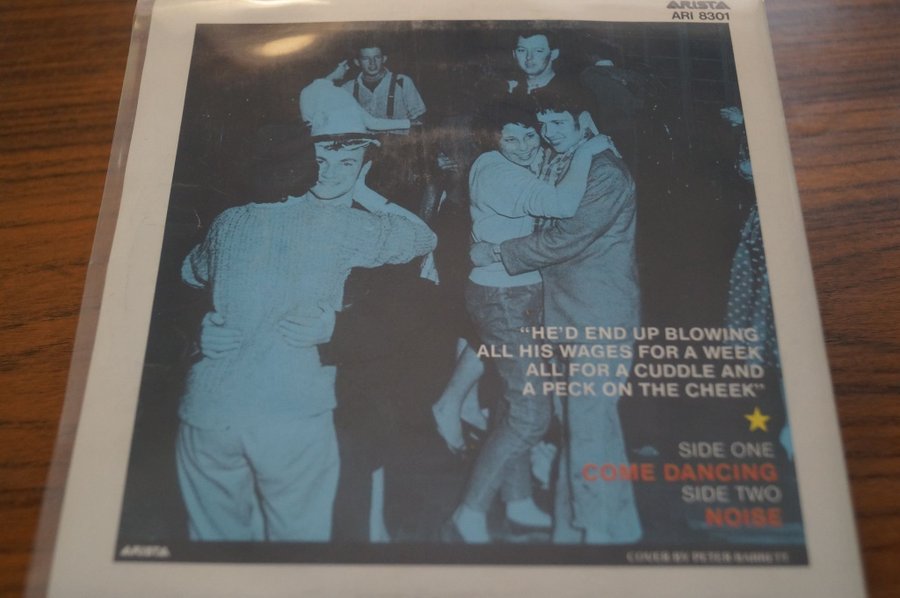 ARISTA
ARI 8301
"HE'D END UP BLOWING
ALL HIS WAGES FOR A WEEK
ALL FOR A CUDDLE AND
A PECK ON THE CHEEK"
SIDE ONE
COME DANCING
SIDE TWO
NOISE
ARISTA
COVER BY PETER BARRETT